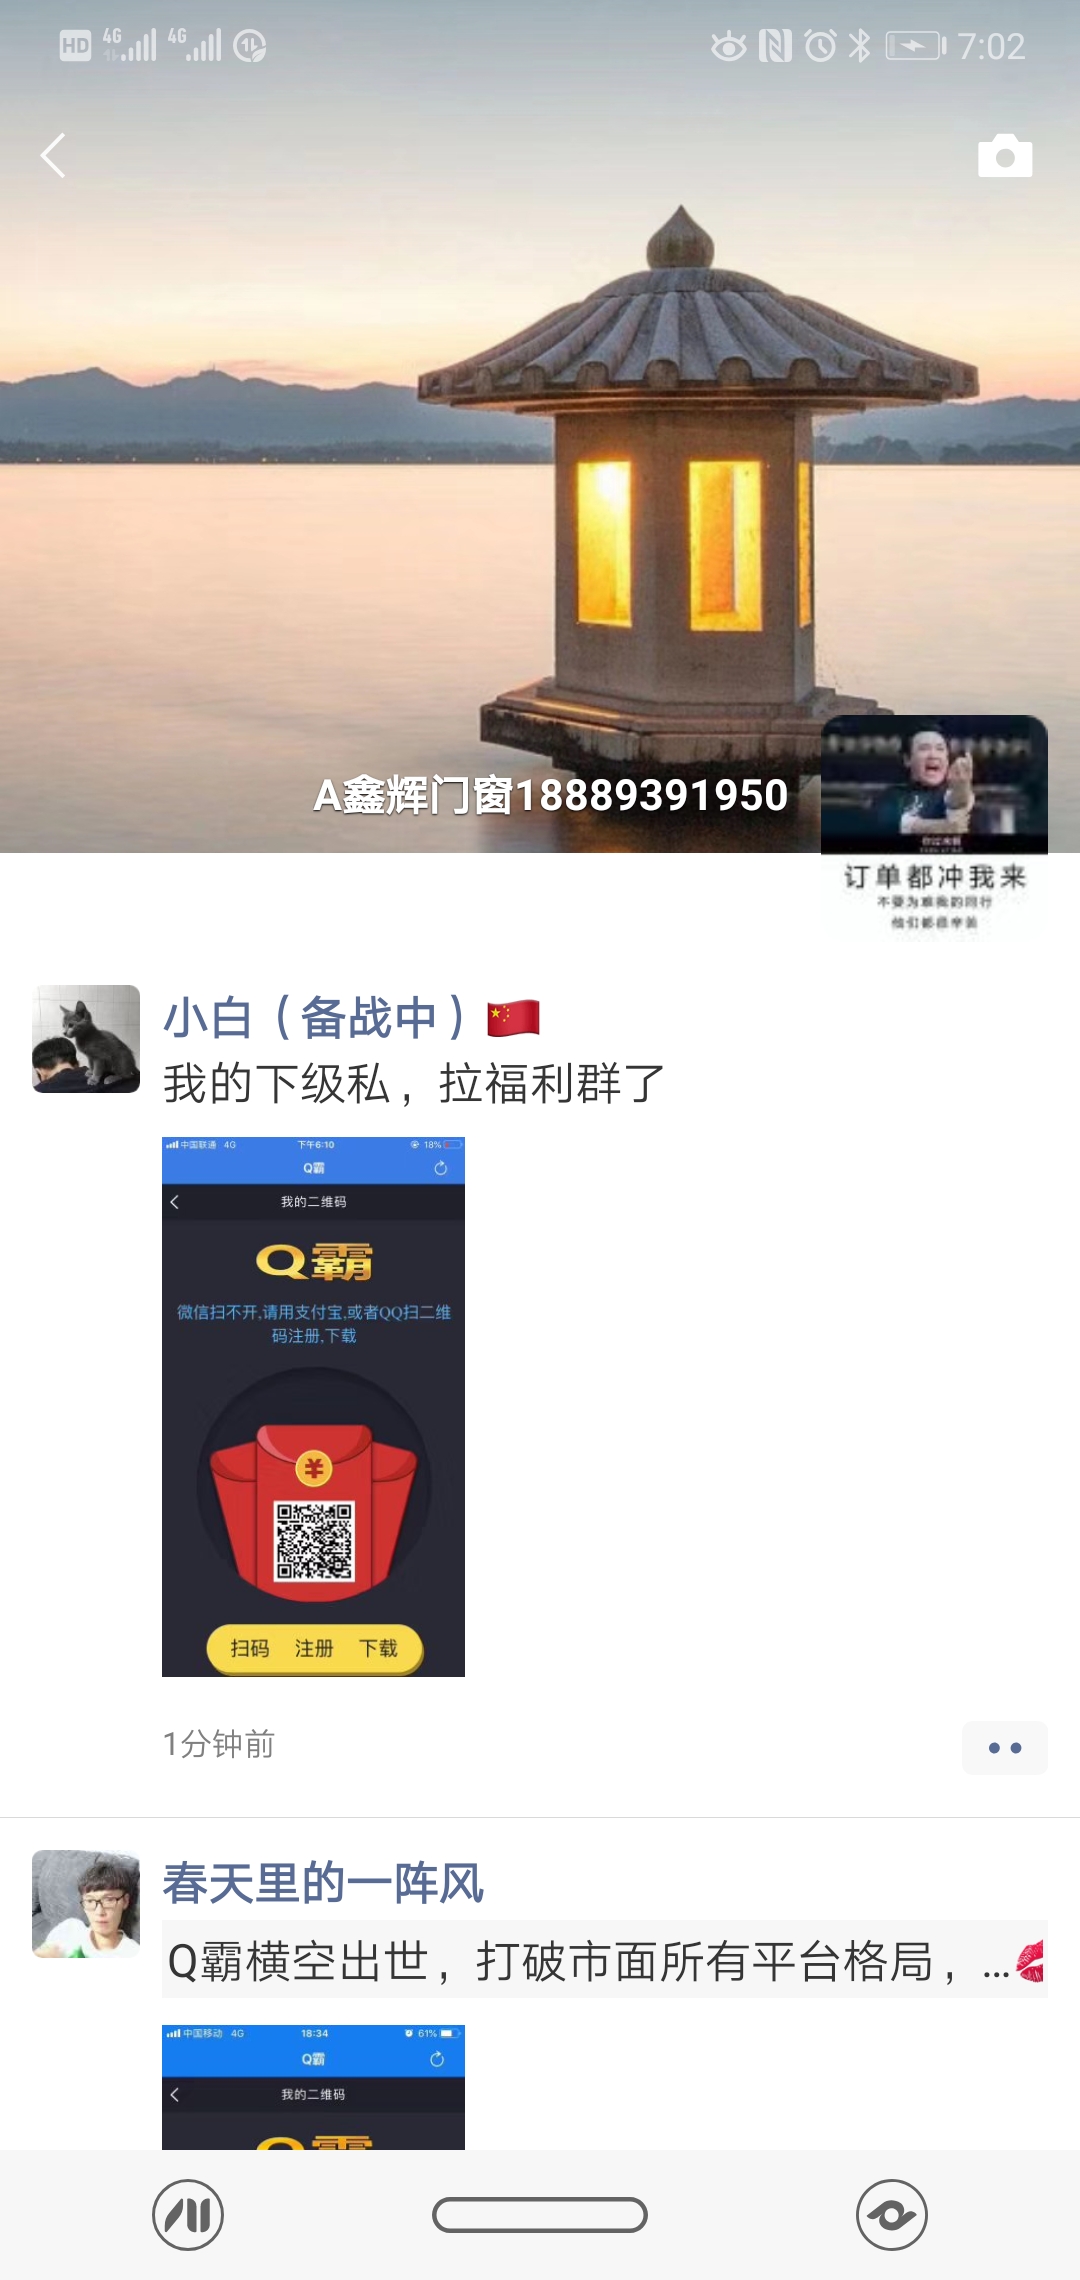 HD 4G 4G 7:02
A鑫辉门窗18889391950
订单都冲我来
不要为难我的同行
他们都很辛苦
小白（备战中）
我的下级私，拉福利群了
中国联通 4G 下午6:10 18%
Q霸
我的二维码
Q霸
微信扫不开,请用支付宝,或者QQ扫二维
码注册,下载
扫码 注册 下载
1分钟前
春天里的一阵风
Q霸横空出世，打破市面所有平台格局，...
中国移动 4G 18:34 61%
Q霸
我的二维码